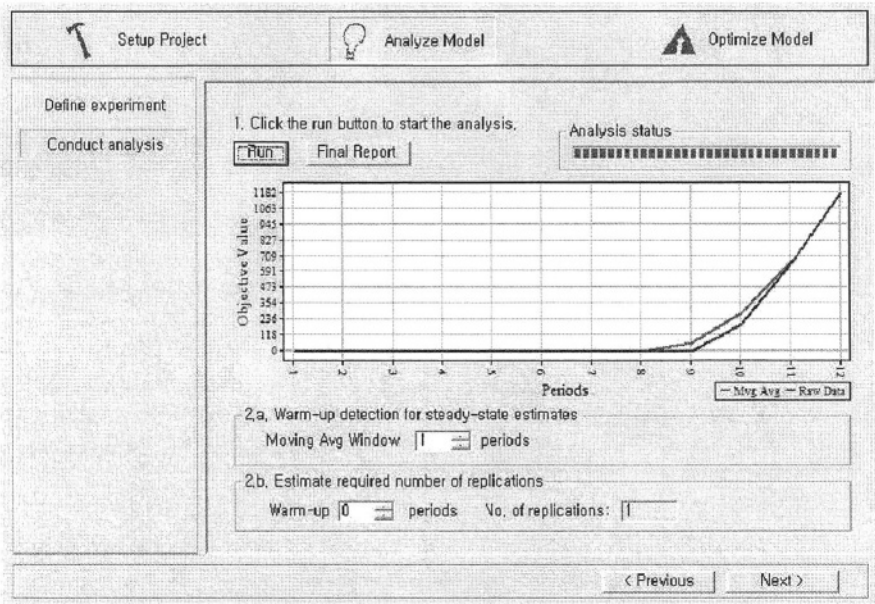 Setup Project
Analyze Model
Optimize Model
Define experiment
Conduct analysis
1. Click the run button to start the analysis.
Run
Final Report
Analysis status
Objective Value
1182
1063
945
827
709
591
473
354
236
118
0
1 2 3 4 5 6 7 8 9 10 11 12
Periods
Mvg Avg Raw Data
2.a. Warm-up detection for steady-state estimates
Moving Avg Window 1 periods
2.b. Estimate required number of replications
Warm-up 0 periods No. of replications: 1
< Previous
Next >